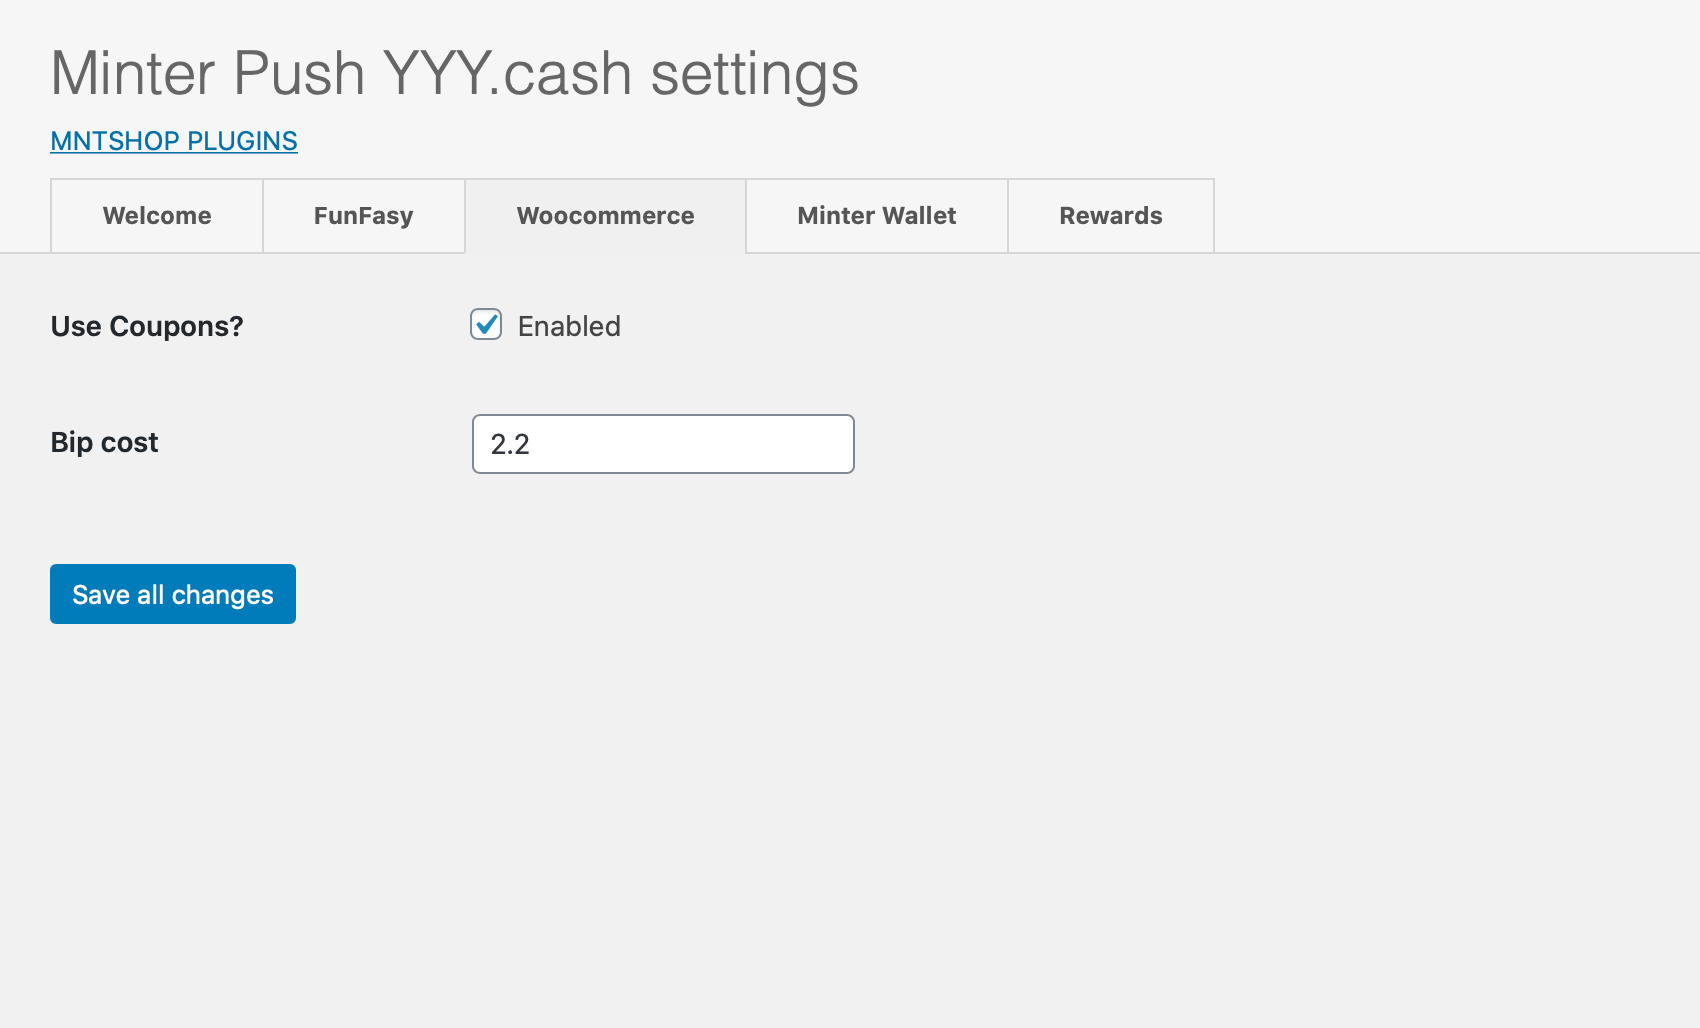 Minter Push YYY.cash settings
MNTSHOP PLUGINS
Welcome FunFasy Woocommerce Minter Wallet Rewards
Use Coupons? Enabled
Bip cost 2.2
Save all changes